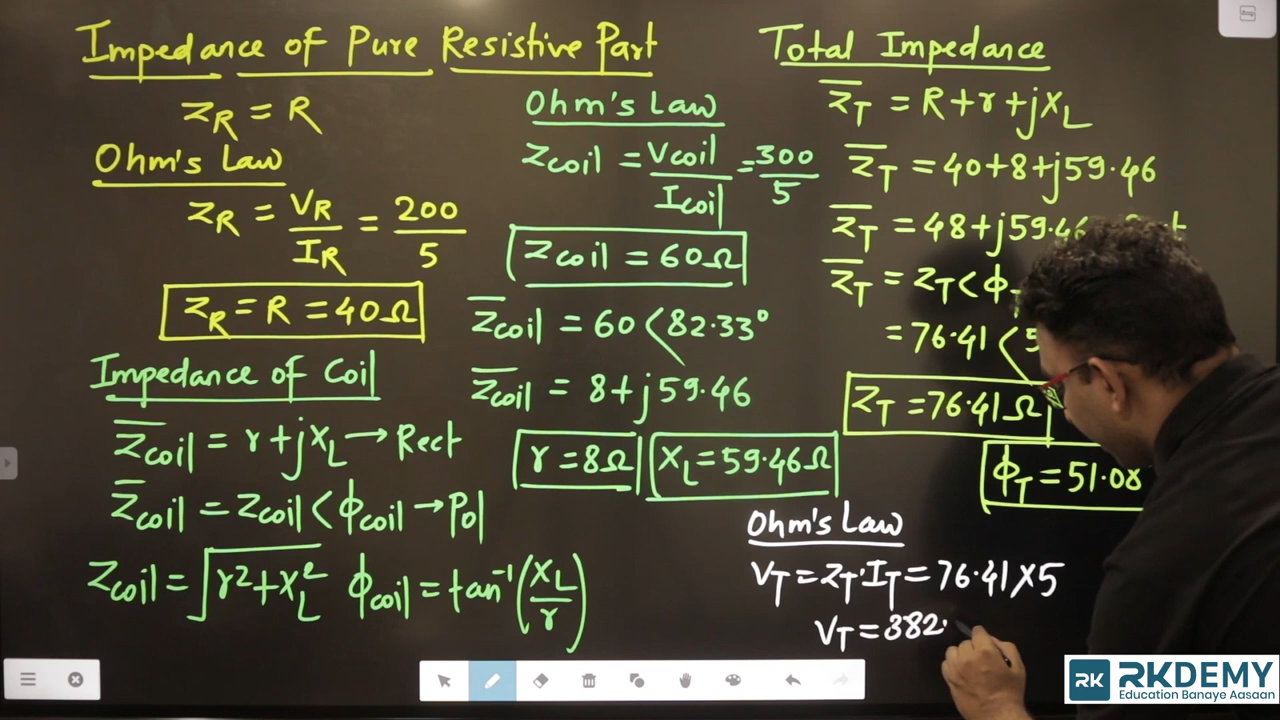 Impedance of Pure Resistive Part
Z_R = R
Ohm's Law
Z_R = V_R/I_R = 200/5
Z_R = R = 40Ω
Impedance of Coil
Z̅coil = r+jX_L → Rect
Z̅coil = Zcoil < ϕcoil → Pol
Zcoil = √r²+X_L² ϕcoil = tan⁻¹(X_L/r)
Ohm's Law
Zcoil = Vcoil/Icoil = 300/5
Zcoil = 60Ω
Z̅coil = 60 < 82.33°
Z̅coil = 8+j59.46
r = 8Ω X_L = 59.46Ω
Total Impedance
Z̅_T = R+r+jX_L
Z̅_T = 40+8+j59.46
Z̅_T = 48+j59.46
Z̅_T = Z_T < ϕ_T
= 76.41 < 5
Z_T = 76.41Ω
ϕ_T = 51.08
Ohm's Law
V_T = Z_T·I_T = 76.41×5
V_T = 382.
RK RKDEMY
Education Banaye Aasaan